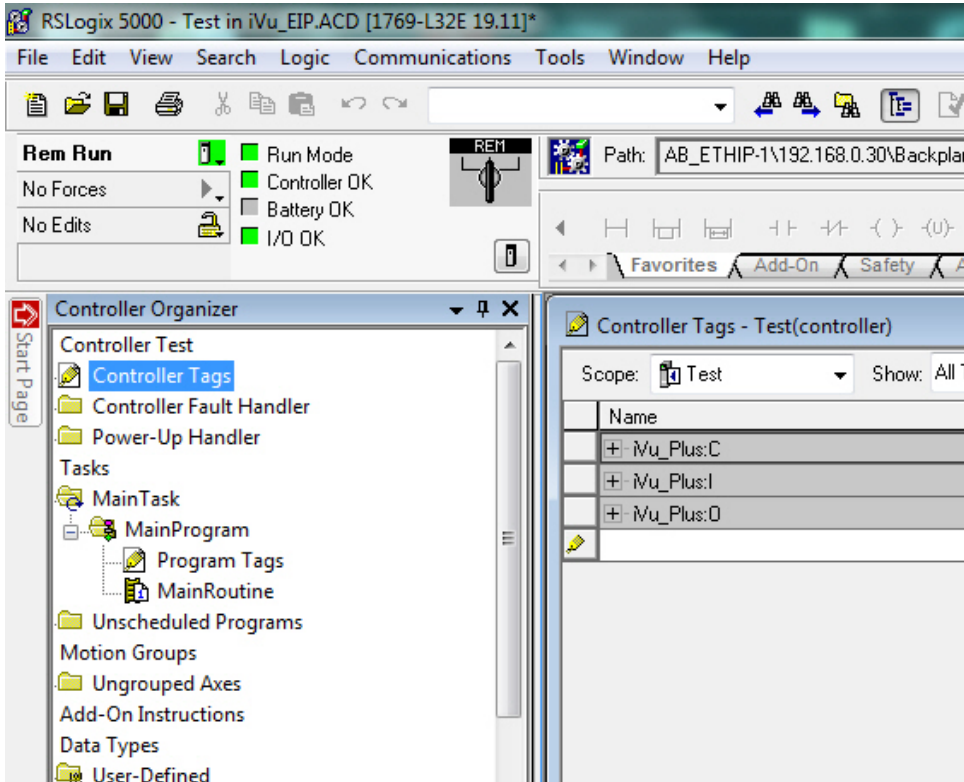 RSLogix 5000 - Test in iVu_EIP.ACD [1769-L32E 19.11]*
File Edit View Search Logic Communications Tools Window Help
Rem Run
No Forces
No Edits
Run Mode
Controller OK
Battery OK
I/O OK
REM
Path: AB_ETHIP-1\192.168.0.30\Backplan
Favorites Add-On Safety A
Start Page
Controller Organizer
Controller Test
Controller Tags
Controller Fault Handler
Power-Up Handler
Tasks
MainTask
MainProgram
Program Tags
MainRoutine
Unscheduled Programs
Motion Groups
Ungrouped Axes
Add-On Instructions
Data Types
User-Defined
Controller Tags - Test(controller)
Scope: Test Show: All T
Name
iVu_Plus:C
iVu_Plus:I
iVu_Plus:O